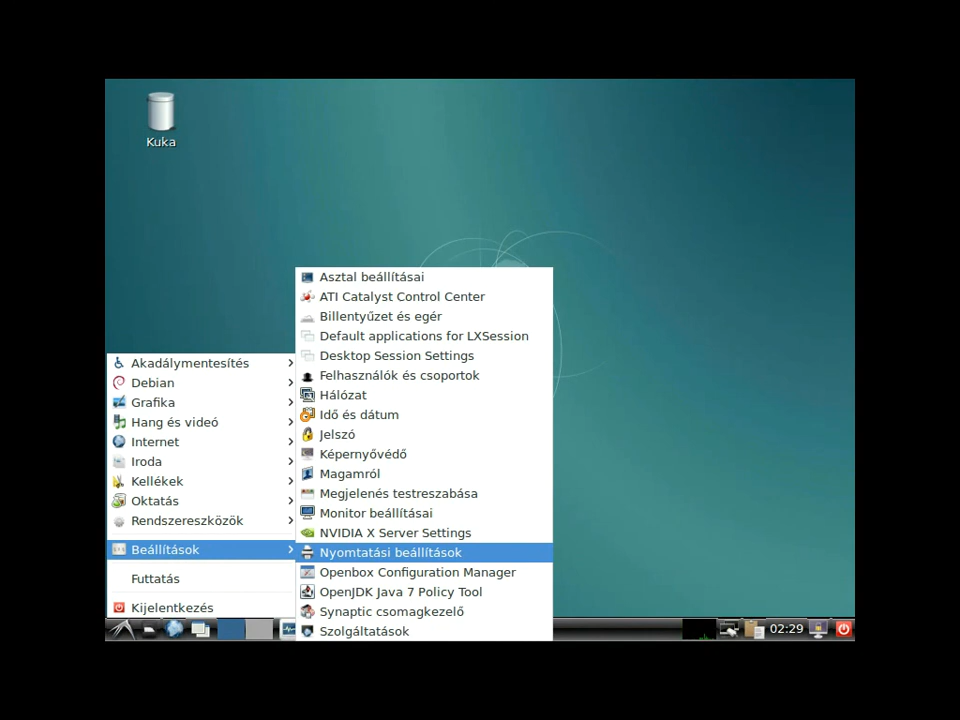 Kuka
Asztal beállításai
ATI Catalyst Control Center
Billentyűzet és egér
Default applications for LXSession
Desktop Session Settings
Felhasználók és csoportok
Hálózat
Idő és dátum
Jelszó
Képernyővédő
Magamról
Megjelenés testreszabása
Monitor beállításai
NVIDIA X Server Settings
Nyomtatási beállítások
Openbox Configuration Manager
OpenJDK Java 7 Policy Tool
Synaptic csomagkezelő
Szolgáltatások
Akadálymentesítés
Debian
Grafika
Hang és videó
Internet
Iroda
Kellékek
Oktatás
Rendszereszközök
Beállítások
Futtatás
Kijelentkezés
02:29